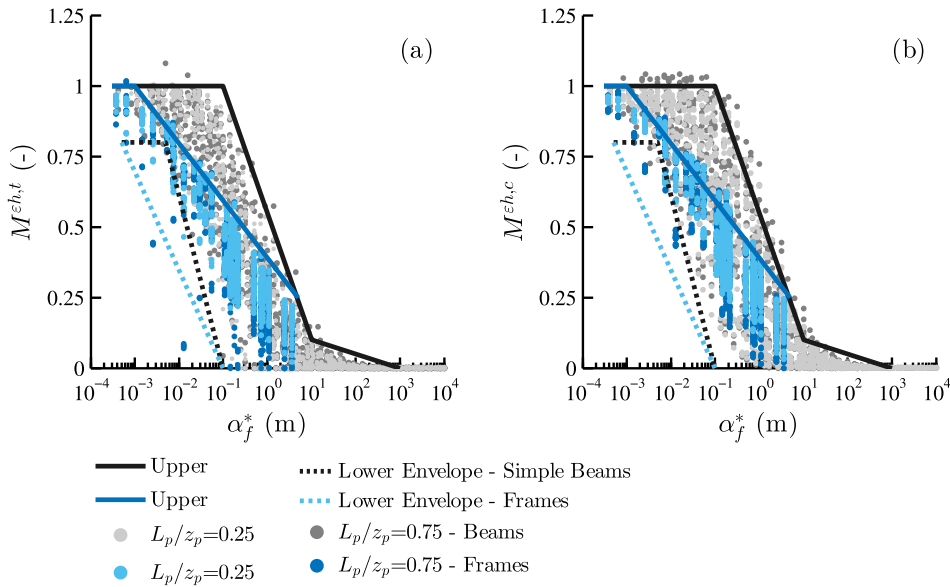 (a)
1.25
1
0.75
0.5
0.25
0
M^{εh,t} (-)
10^{-4} 10^{-3} 10^{-2} 10^{-1} 10^{0} 10^{1} 10^{2} 10^{3} 10^{4}
α_f^* (m)
(b)
1.25
1
0.75
0.5
0.25
0
M^{εh,c} (-)
10^{-4} 10^{-3} 10^{-2} 10^{-1} 10^{0} 10^{1} 10^{2} 10^{3} 10^{4}
α_f^* (m)
Upper
Upper
L_p/z_p=0.25
L_p/z_p=0.25
Lower Envelope - Simple Beams
Lower Envelope - Frames
L_p/z_p=0.75 - Beams
L_p/z_p=0.75 - Frames